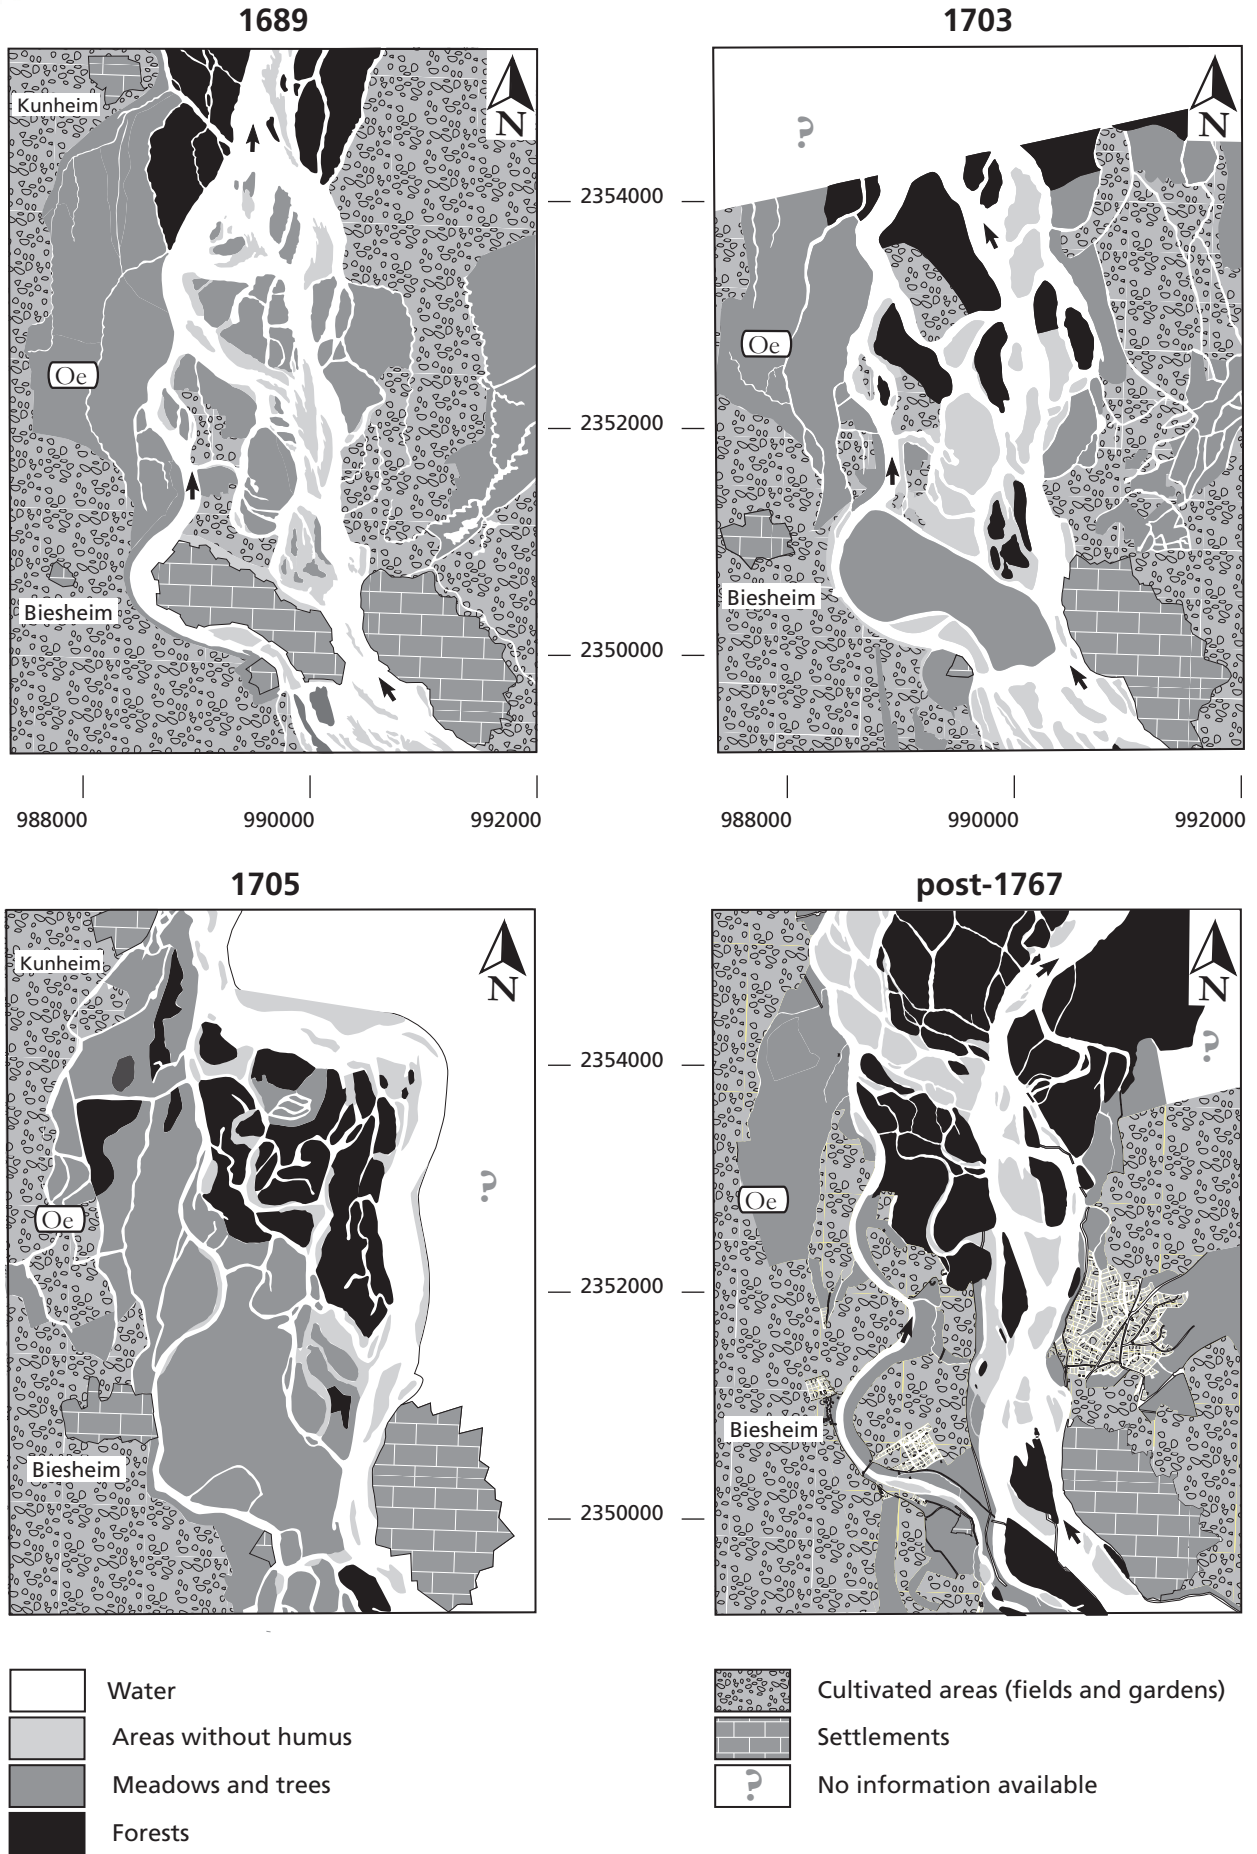 1689
1703
Kunheim
N
N
?
2354000
Oe
Oe
2352000
Biesheim
Biesheim
2350000
988000
990000
992000
988000
990000
992000
1705
post-1767
Kunheim
N
N
?
2354000
?
Oe
Oe
2352000
Biesheim
Biesheim
2350000
Water
Areas without humus
Meadows and trees
Forests
Cultivated areas (fields and gardens)
Settlements
?
No information available